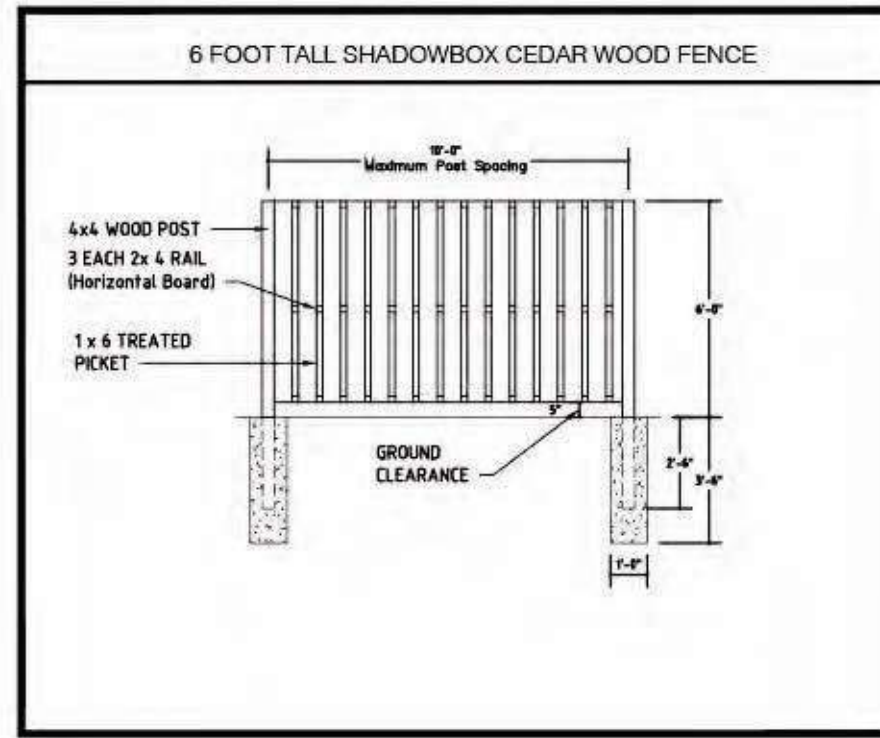 6 FOOT TALL SHADOWBOX CEDAR WOOD FENCE
10'-0"
Maximum Post Spacing
4x4 WOOD POST
3 EACH 2x 4 RAIL
(Horizontal Board)
6'-0"
1 x 6 TREATED
PICKET
5"
GROUND
CLEARANCE
2'-6"
3'-6"
1'-0"